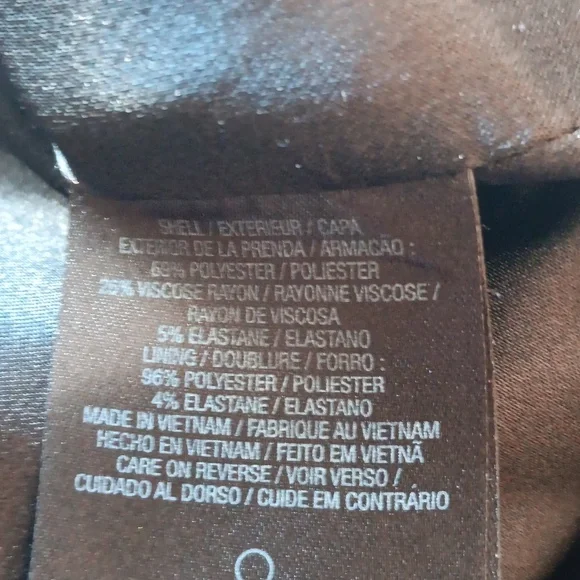 SHELL / EXTERIEUR / CAPA
EXTERIOR DE LA PRENDA / ARMAÇÃO :
69% POLYESTER / POLIESTER
26% VISCOSE RAYON / RAYONNE VISCOSE /
RAYON DE VISCOSA
5% ELASTANE / ELASTANO
LINING / DOUBLURE / FORRO :
96% POLYESTER / POLIESTER
4% ELASTANE / ELASTANO
MADE IN VIETNAM / FABRIQUE AU VIETNAM
HECHO EN VIETNAM / FEITO EM VIETNÃ
CARE ON REVERSE / VOIR VERSO /
CUIDADO AL DORSO / CUIDE EM CONTRÁRIO